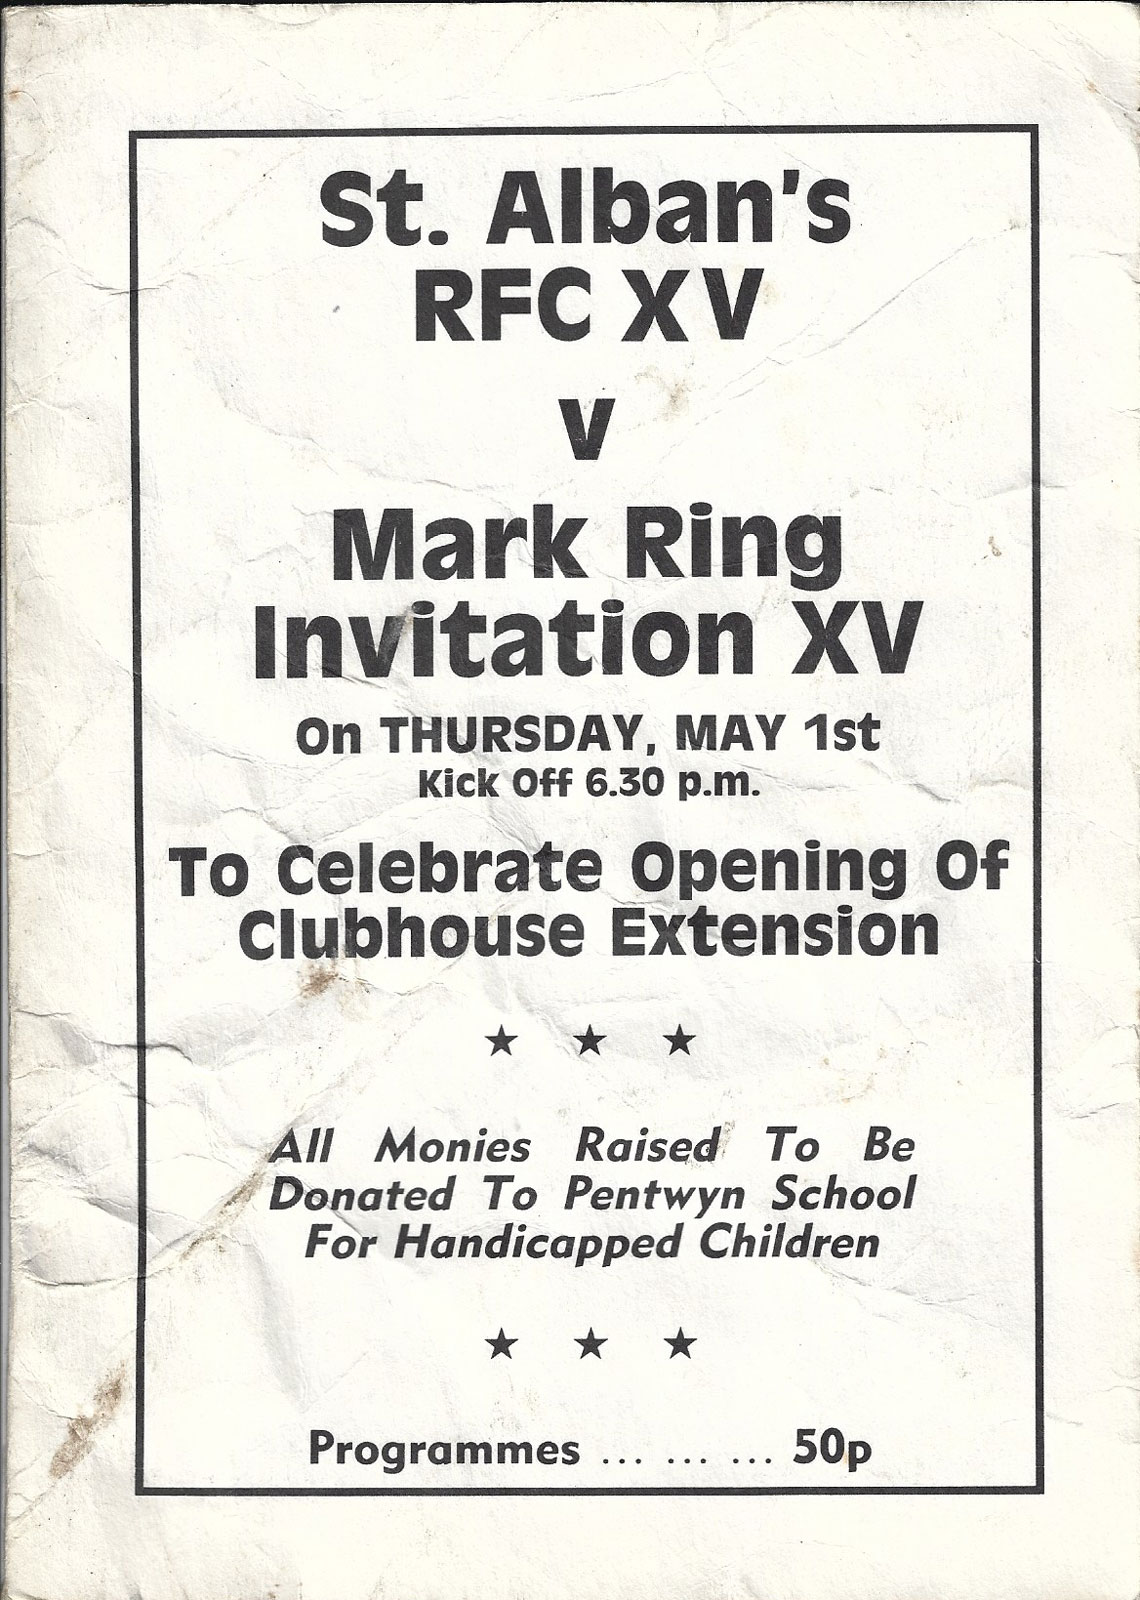 St. Alban's
RFC XV
v
Mark Ring
Invitation XV
On THURSDAY, MAY 1st
Kick Off 6.30 p.m.
To Celebrate Opening Of
Clubhouse Extension
★ ★ ★
All Monies Raised To Be
Donated To Pentwyn School
For Handicapped Children
★ ★ ★
Programmes ... ... ... 50p